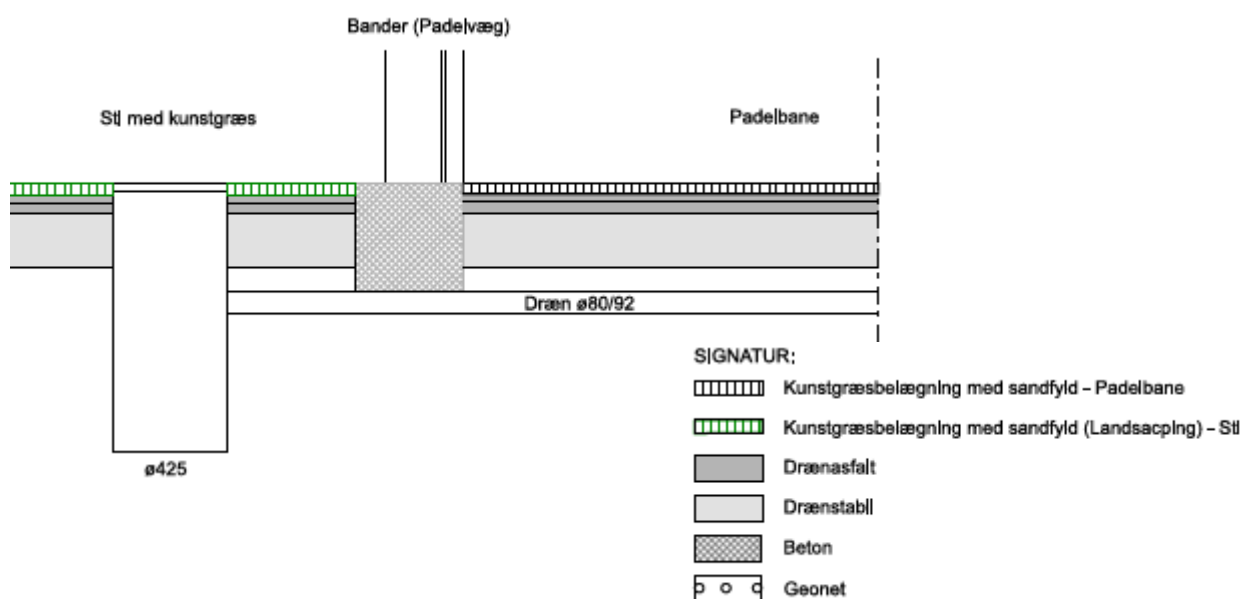 Bander (Padelvæg)
Sti med kunstgræs
Padelbane
Dræn ø80/92
ø425
SIGNATUR:
Kunstgræsbelægning med sandfyld - Padelbane
Kunstgræsbelægning med sandfyld (Landsacping) - Sti
Drænasfalt
Drænstabil
Beton
Geonet